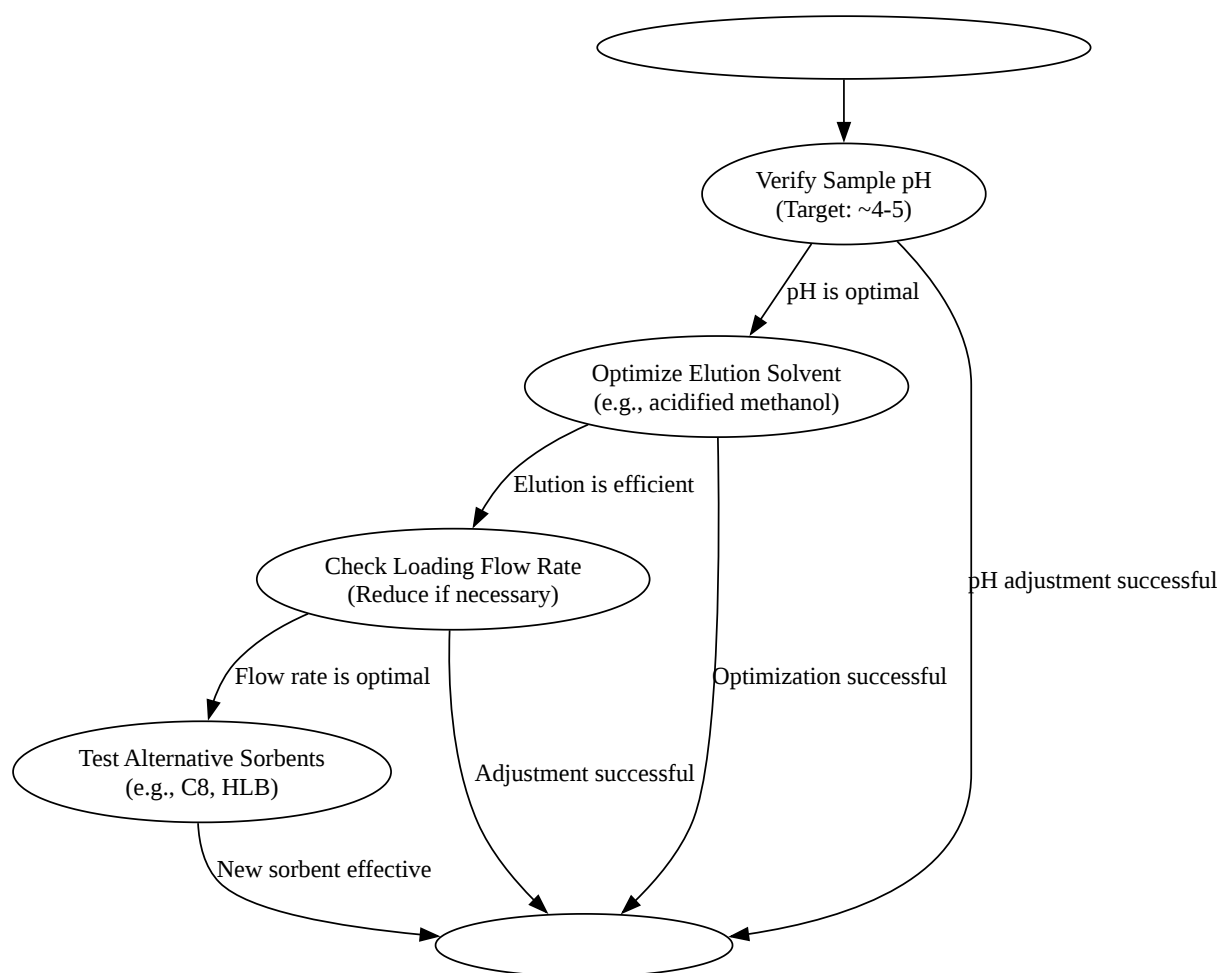 Verify Sample pH
(Target: ~4-5)
pH is optimal
Optimize Elution Solvent
(e.g., acidified methanol)
Elution is efficient
Check Loading Flow Rate
(Reduce if necessary)
pH adjustment successful
Flow rate is optimal
Optimization successful
Test Alternative Sorbents
(e.g., C8, HLB)
Adjustment successful
New sorbent effective